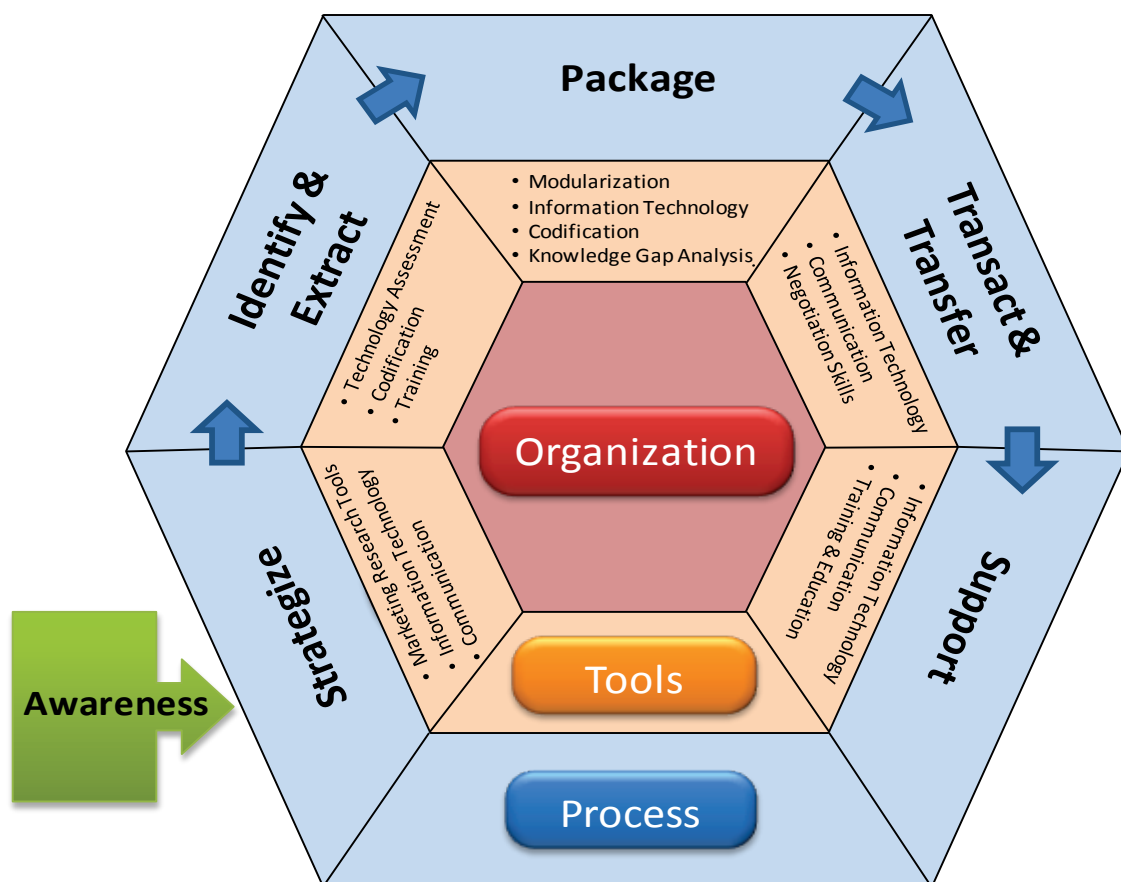 Package
• Modularization
• Information Technology
• Codification
• Knowledge Gap Analysis.
Identify &
Extract
• Technology Assessment
• Codification
• Training
Transact &
Transfer
• Information Technology
• Communication
• Negotiation Skills
Organization
Strategize
• Marketing Research Tools
• Information Technology
• Communication
Support
• Information Technology
• Communication
• Training & Education
Awareness
Tools
Process